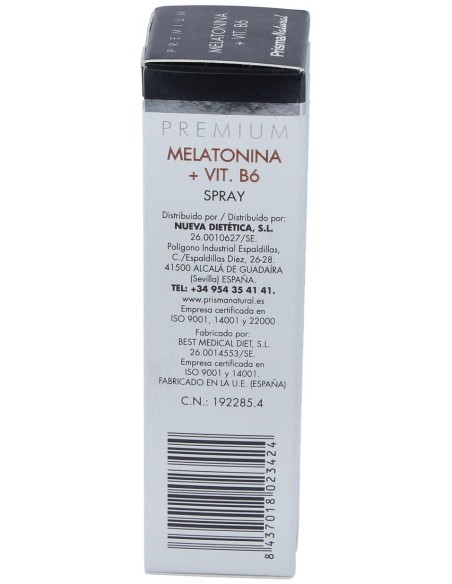 PREMIUM
MELATONINA
+ VIT. B6
PrismaNatural
PREMIUM
MELATONINA
+ VIT. B6
SPRAY
Distribuido por / Distribuído por:
NUEVA DIETÉTICA, S.L.
26.0010627/SE.
Polígono Industrial Espaldillas,
C./Espaldillas Diez, 26-28.
41500 ALCALÁ DE GUADAÍRA
(Sevilla) ESPAÑA.
TEL: +34 954 35 41 41.
www.prismanatural.es
Empresa certificada en
ISO 9001, 14001 y 22000
Fabricado por:
BEST MEDICAL DIET, S.L.
26.0014553/SE.
Empresa certificada en
ISO 9001 y 14001.
FABRICADO EN LA U.E. (ESPAÑA)
C.N.: 192285.4
8 437018 023424